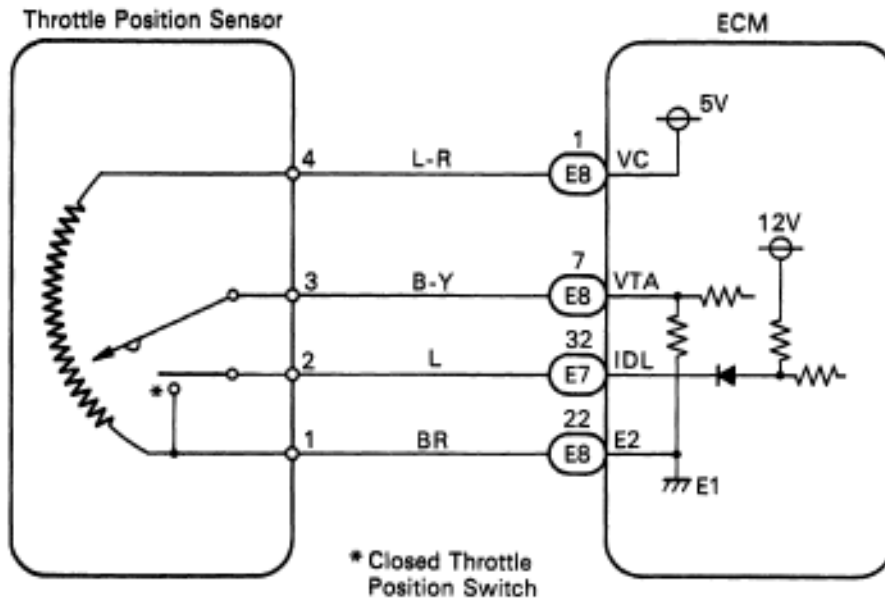 Throttle Position Sensor
ECM
5V
4 L-R 1 E8 VC
12V
3 B-Y 7 E8 VTA
2 L 32 E7 IDL
*
1 BR 22 E8 E2
E1
* Closed Throttle
Position Switch